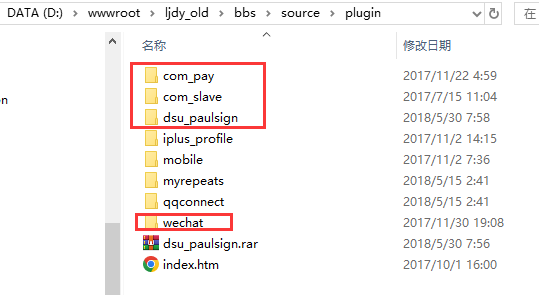 DATA (D:) › wwwroot › ljdy_old › bbs › source › plugin 在
名称 修改日期
com_pay 2017/11/22 4:59
com_slave 2017/7/15 11:04
dsu_paulsign 2018/5/30 7:58
iplus_profile 2017/11/2 14:15
mobile 2017/11/2 7:36
myrepeats 2018/5/15 2:41
qqconnect 2018/5/15 2:41
wechat 2017/11/30 19:08
dsu_paulsign.rar 2018/5/30 7:56
index.htm 2017/10/1 16:00